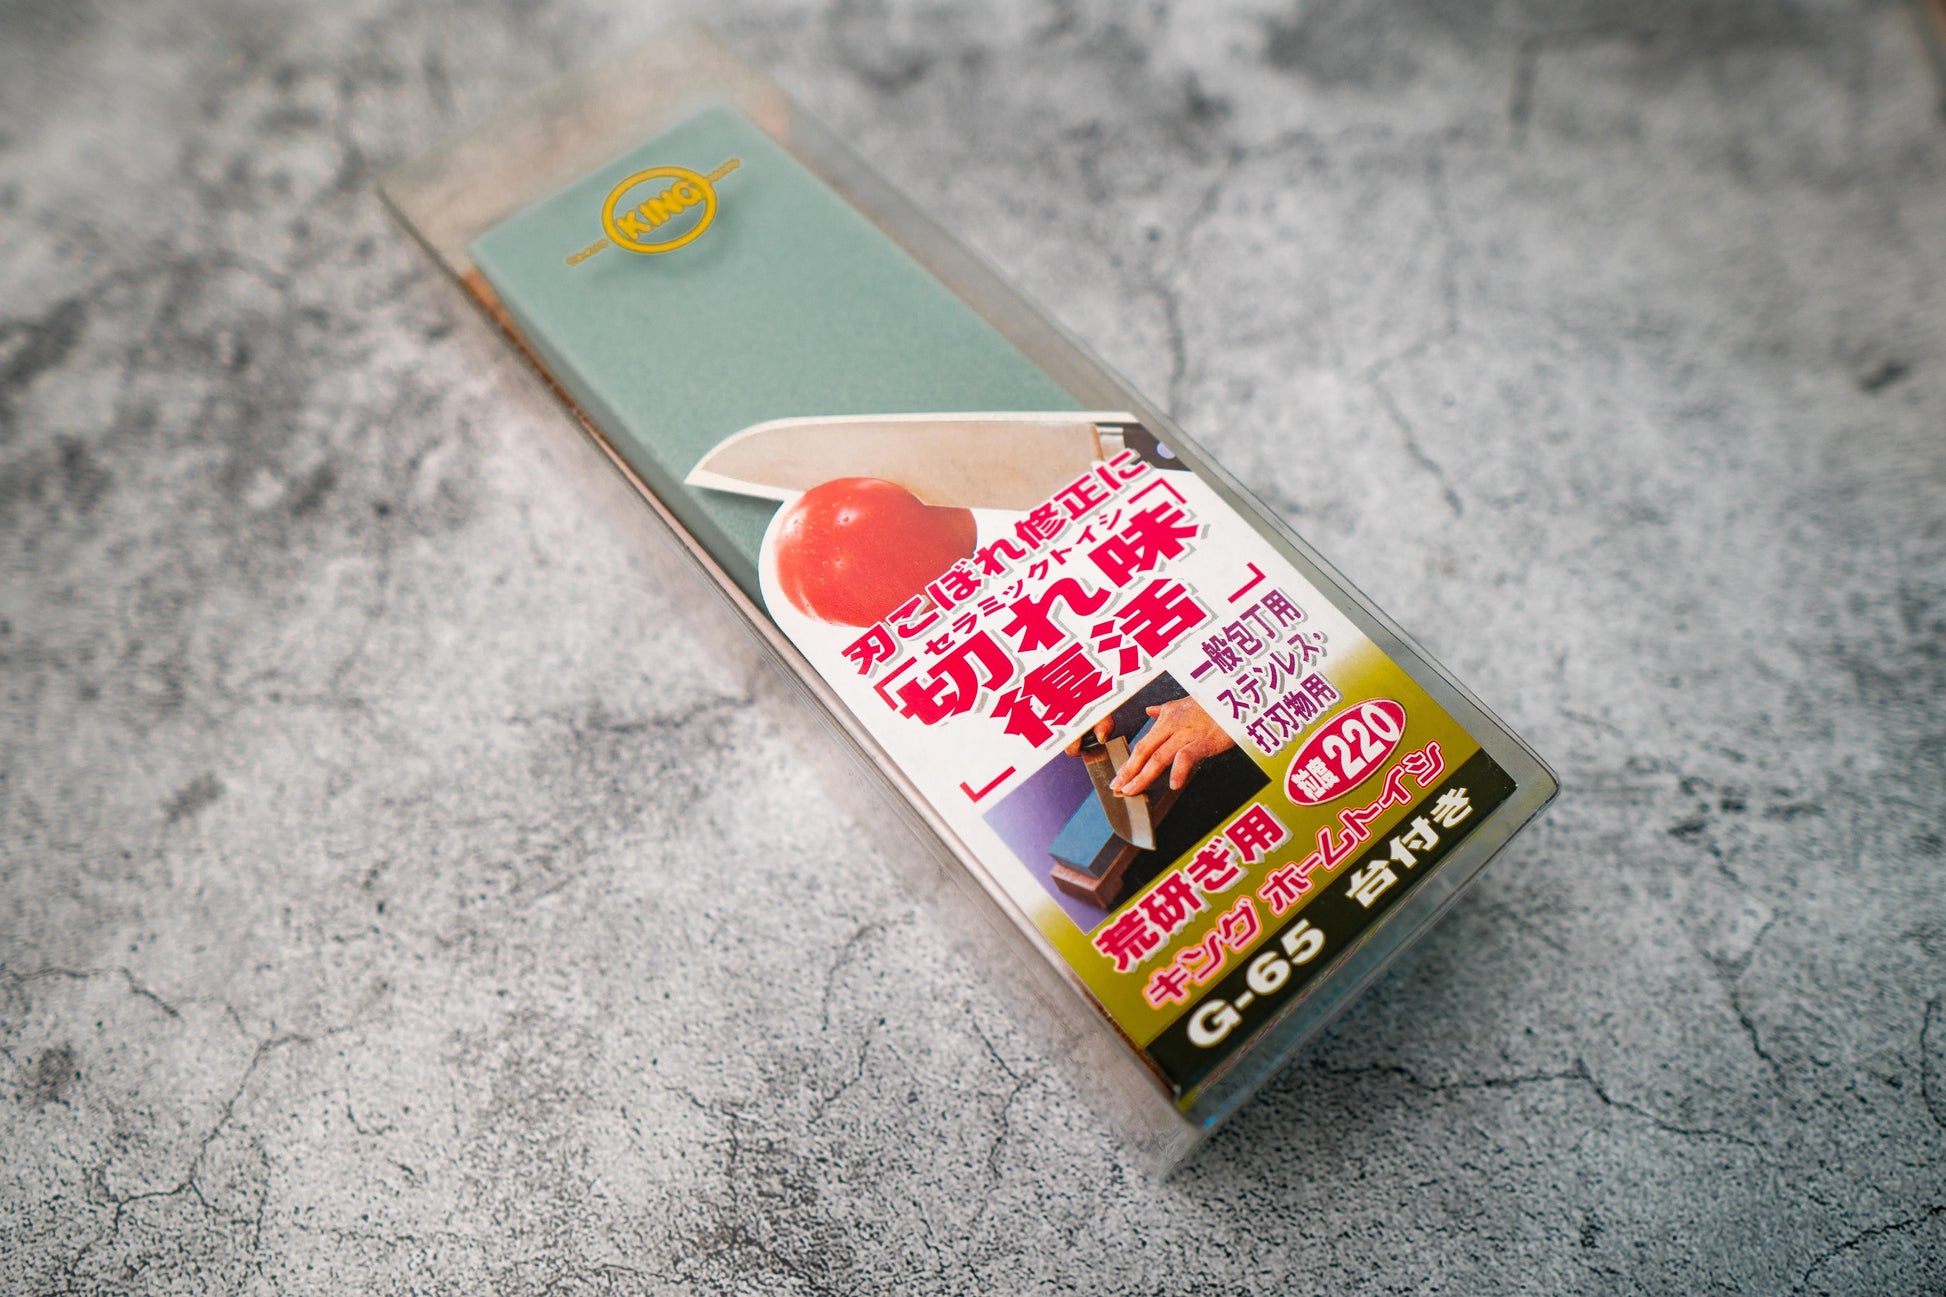 KING
刃こぼれ修正に
セラミックトイシ
「切れ味
復活」
一般包丁用
ステンレス・
打刃物用
粒度220
荒研ぎ用
キング ホームトイシ
G-65 台付き